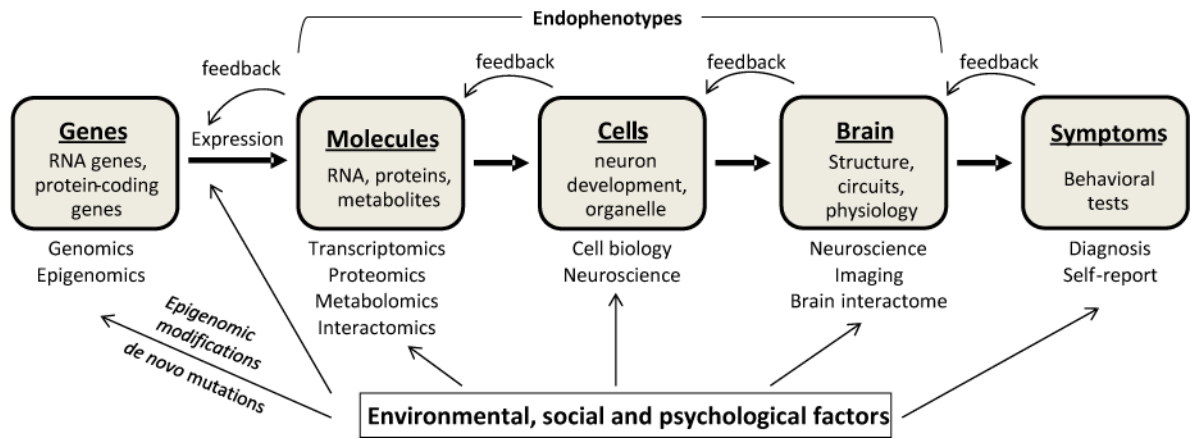 Endophenotypes
feedback
feedback
feedback
feedback
Genes
RNA genes,
protein-coding
genes
Expression
Molecules
RNA, proteins,
metabolites
Cells
neuron
development,
organelle
Brain
Structure,
circuits,
physiology
Symptoms
Behavioral
tests
Genomics
Epigenomics
Transcriptomics
Proteomics
Metabolomics
Interactomics
Cell biology
Neuroscience
Neuroscience
Imaging
Brain interactome
Diagnosis
Self-report
Epigenomic
modifications
de novo mutations
Environmental, social and psychological factors